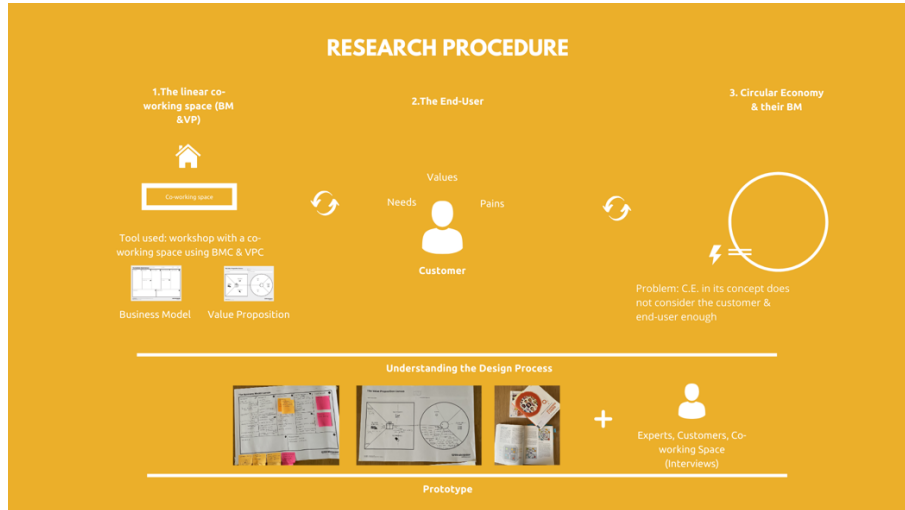 RESEARCH PROCEDURE
1.The linear co-
working space (BM
&VP)
2.The End-User
3. Circular Economy
& their BM
Co-working space
Values
Needs
Pains
Customer
Tool used: workshop with a co-
working space using BMC & VPC
Business Model
Value Proposition
Problem: C.E. in its concept does
not consider the customer &
end-user enough
Understanding the Design Process
Experts, Customers, Co-
working Space
(Interviews)
Prototype